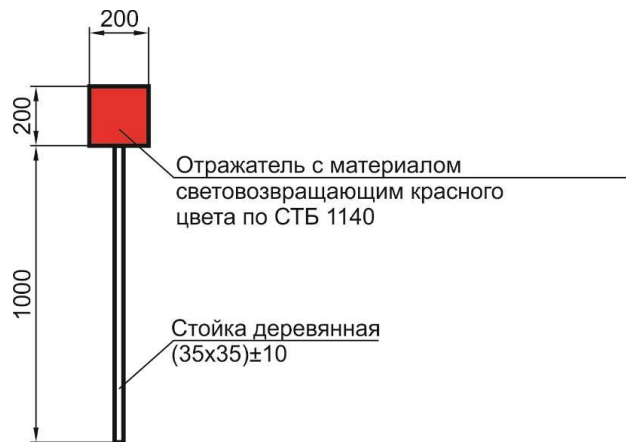 200
200
Отражатель с материалом
световозвращающим красного
цвета по СТБ 1140
1000
Стойка деревянная
(35х35)±10